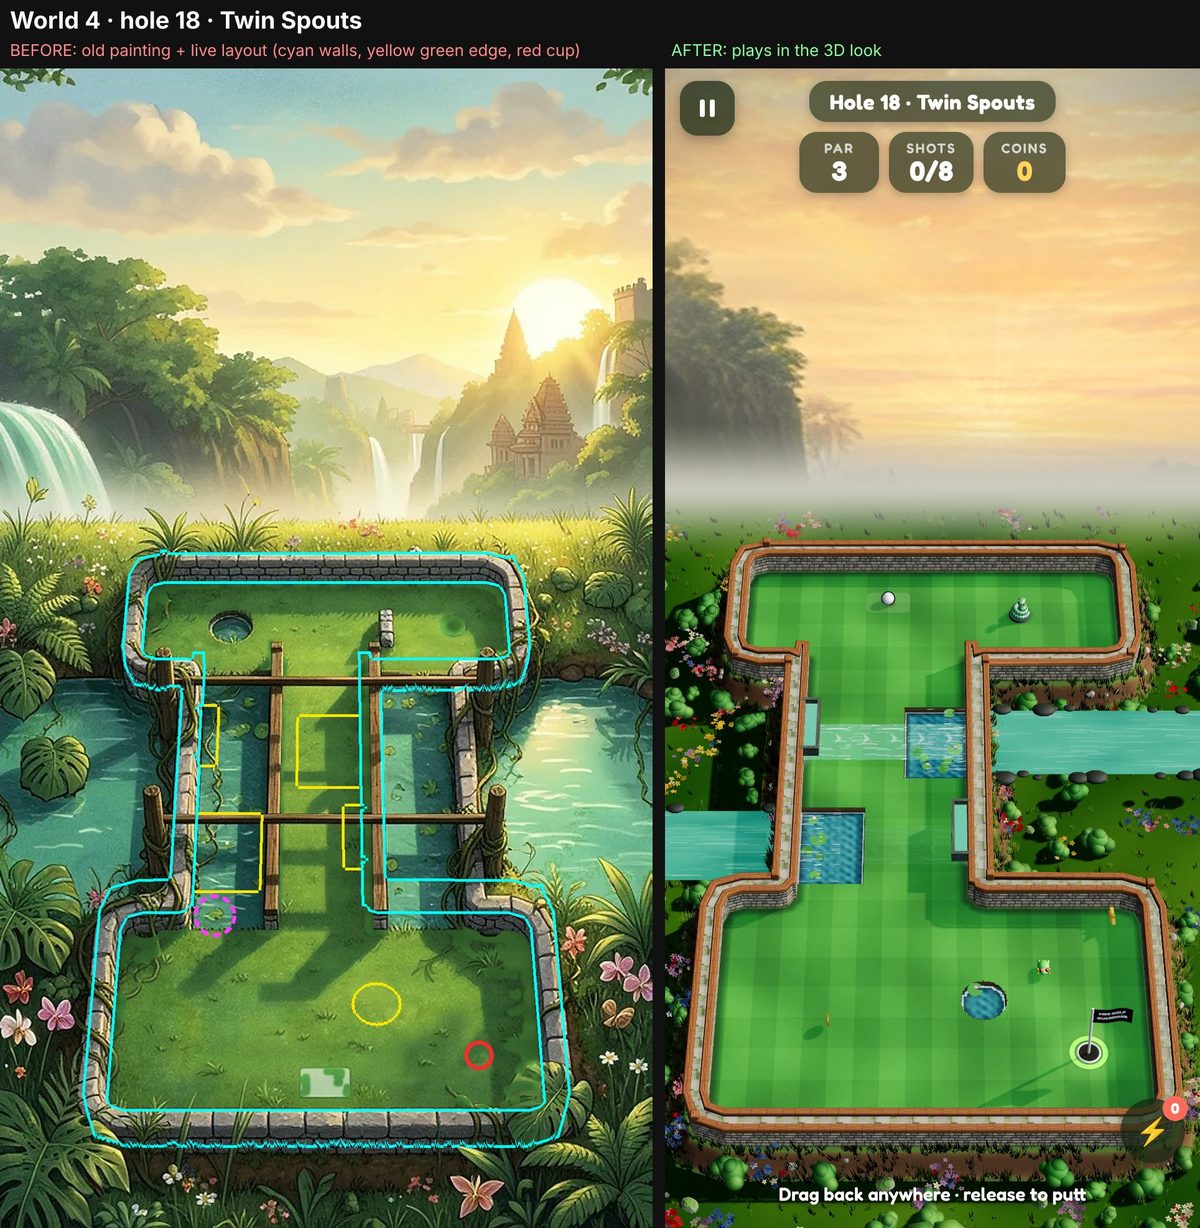 World 4 · hole 18 · Twin Spouts
BEFORE: old painting + live layout (cyan walls, yellow green edge, red cup)
AFTER: plays in the 3D look
Hole 18 · Twin Spouts
PAR
3
SHOTS
0/8
COINS
0
0
Drag back anywhere · release to putt